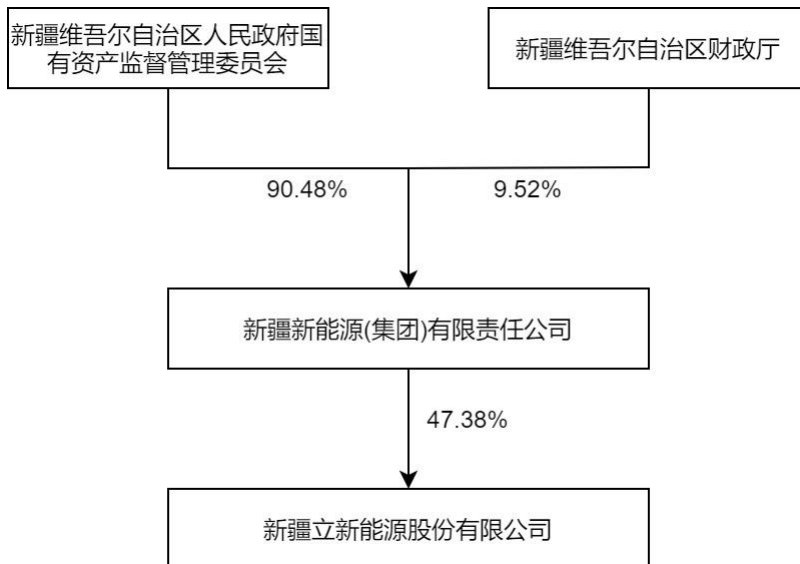 新疆维吾尔自治区人民政府国
有资产监督管理委员会
新疆维吾尔自治区财政厅
90.48%
9.52%
新疆新能源(集团)有限责任公司
47.38%
新疆立新能源股份有限公司